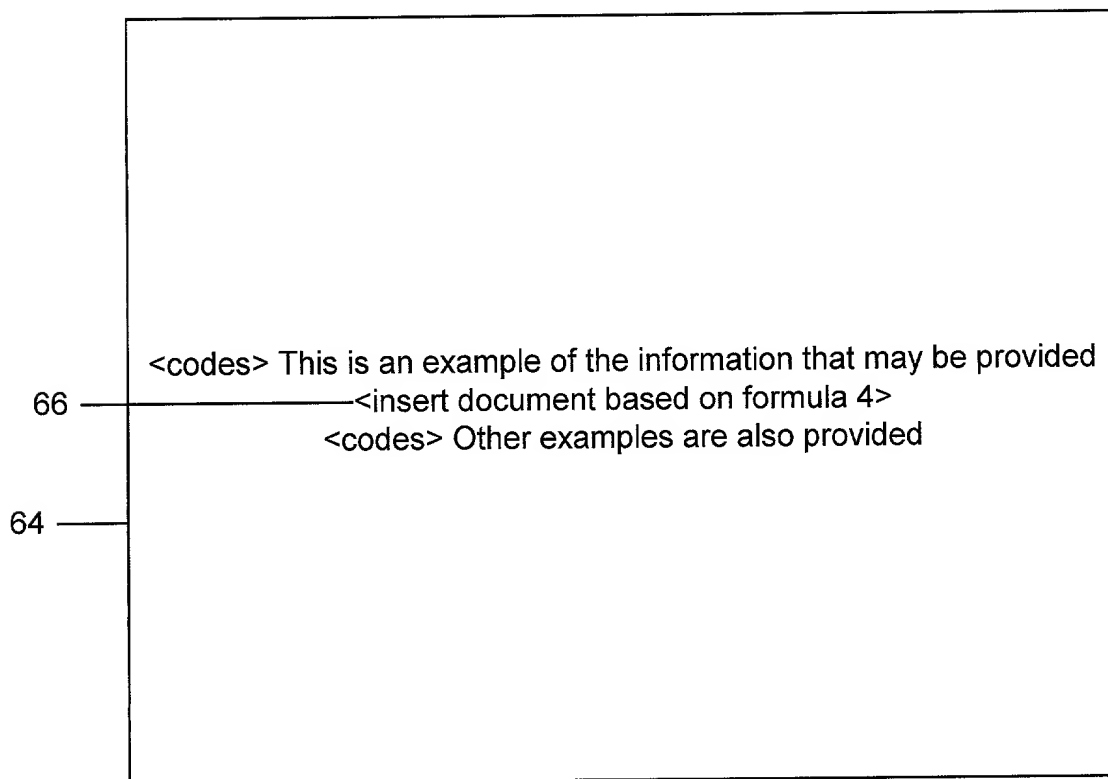 <codes> This is an example of the information that may be provided
66 <insert document based on formula 4>
<codes> Other examples are also provided
64